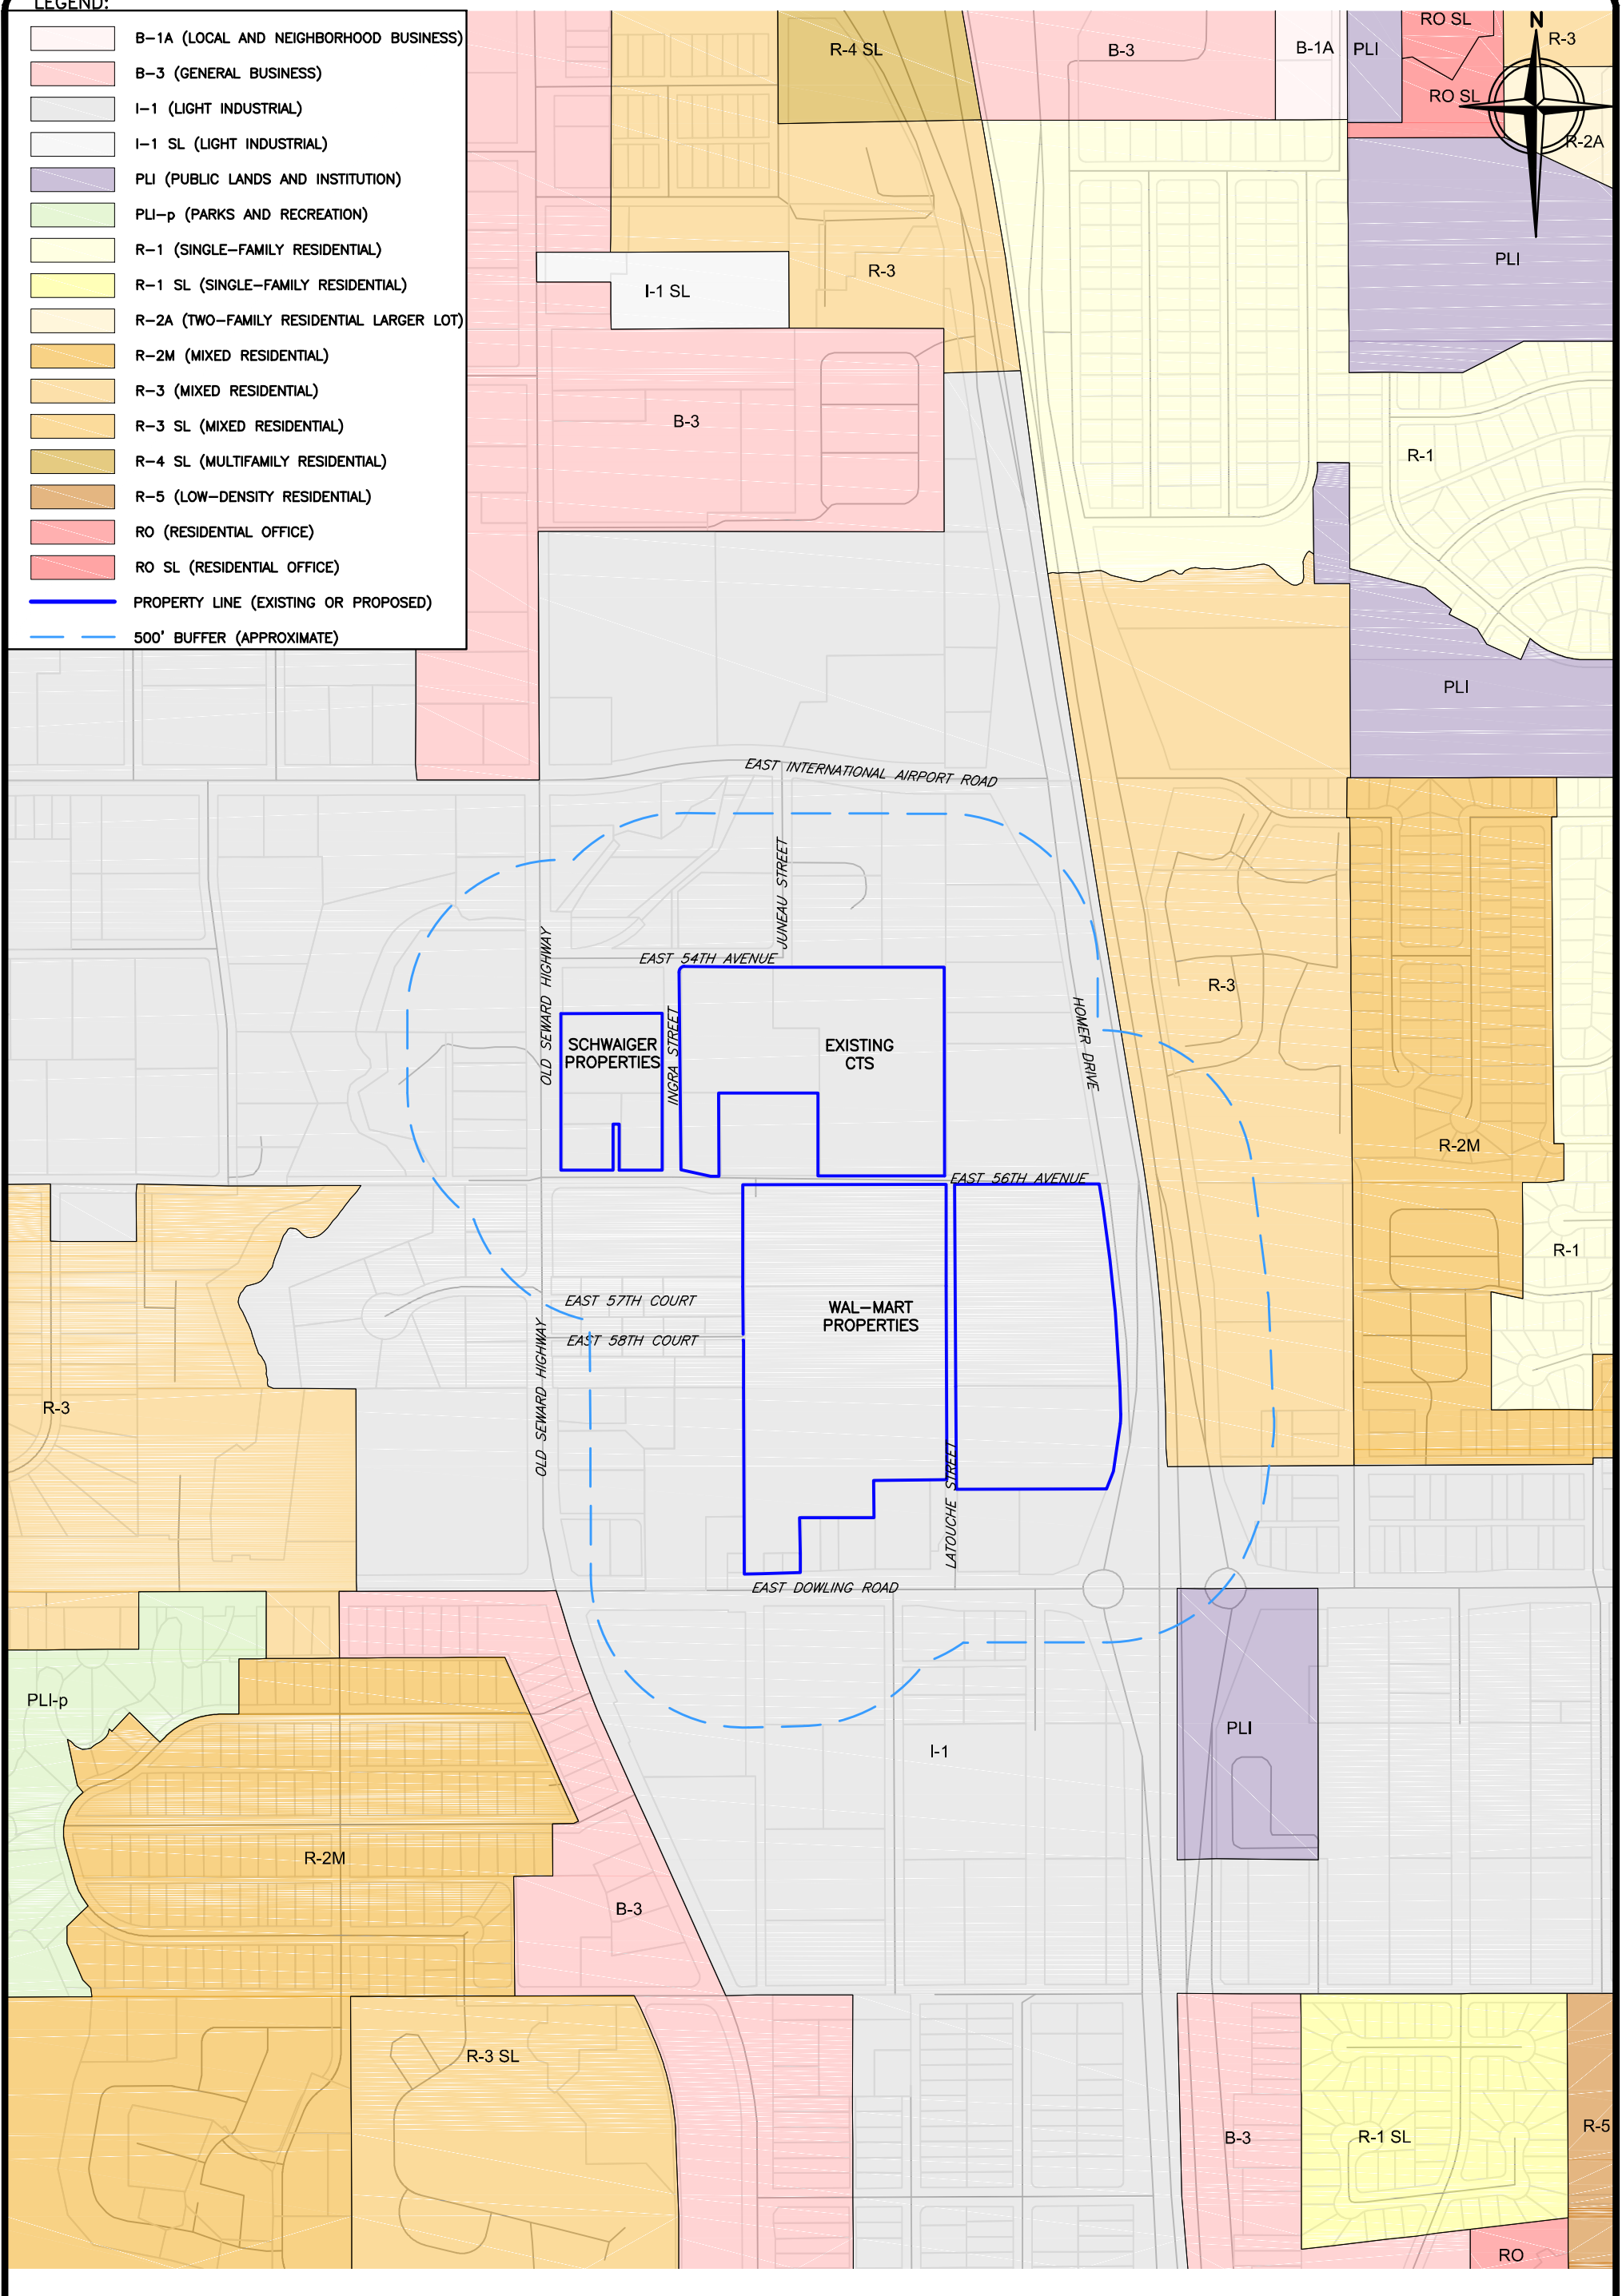 LEGEND:
B-1A (LOCAL AND NEIGHBORHOOD BUSINESS)
B-3 (GENERAL BUSINESS)
I-1 (LIGHT INDUSTRIAL)
I-1 SL (LIGHT INDUSTRIAL)
PLI (PUBLIC LANDS AND INSTITUTION)
PLI-p (PARKS AND RECREATION)
R-1 (SINGLE-FAMILY RESIDENTIAL)
R-1 SL (SINGLE-FAMILY RESIDENTIAL)
R-2A (TWO-FAMILY RESIDENTIAL LARGER LOT)
R-2M (MIXED RESIDENTIAL)
R-3 (MIXED RESIDENTIAL)
R-3 SL (MIXED RESIDENTIAL)
R-4 SL (MULTIFAMILY RESIDENTIAL)
R-5 (LOW-DENSITY RESIDENTIAL)
RO (RESIDENTIAL OFFICE)
RO SL (RESIDENTIAL OFFICE)
PROPERTY LINE (EXISTING OR PROPOSED)
500' BUFFER (APPROXIMATE)
R-4 SL
B-3
B-1A
PLI
RO SL
N
R-3
RO SL
R-2A
PLI
R-3
I-1 SL
B-3
R-1
PLI
EAST INTERNATIONAL AIRPORT ROAD
JUNEAU STREET
EAST 54TH AVENUE
OLD SEWARD HIGHWAY
INGRA STREET
HOMER DRIVE
R-3
SCHWAIGER
PROPERTIES
EXISTING
CTS
R-2M
EAST 56TH AVENUE
R-1
EAST 57TH COURT
WAL-MART
PROPERTIES
EAST 58TH COURT
OLD SEWARD HIGHWAY
R-3
LATOUCHE STREET
EAST DOWLING ROAD
PLI-p
PLI
I-1
R-2M
B-3
R-3 SL
B-3
R-1 SL
R-5
RO